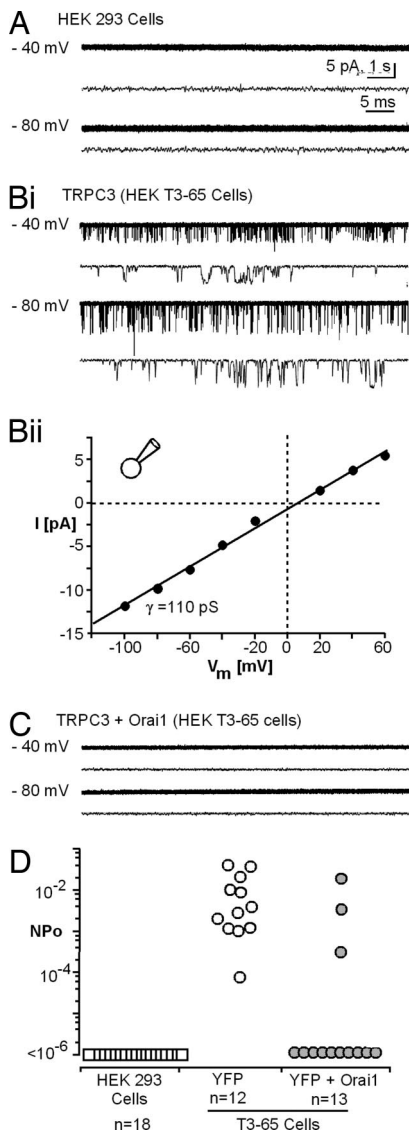 A HEK 293 Cells
- 40 mV
5 pA 1 s
5 ms
- 80 mV
Bi TRPC3 (HEK T3-65 Cells)
- 40 mV
- 80 mV
Bii
5
0
-5
-10
-15
I [pA]
γ =110 pS
-100 -80 -60 -40 -20 0 20 40 60
Vm [mV]
C TRPC3 + Orai1 (HEK T3-65 cells)
- 40 mV
- 80 mV
D
10-2
NPo
10-4
<10-6
HEK 293 Cells
YFP
YFP + Orai1
n=18
n=12
n=13
T3-65 Cells